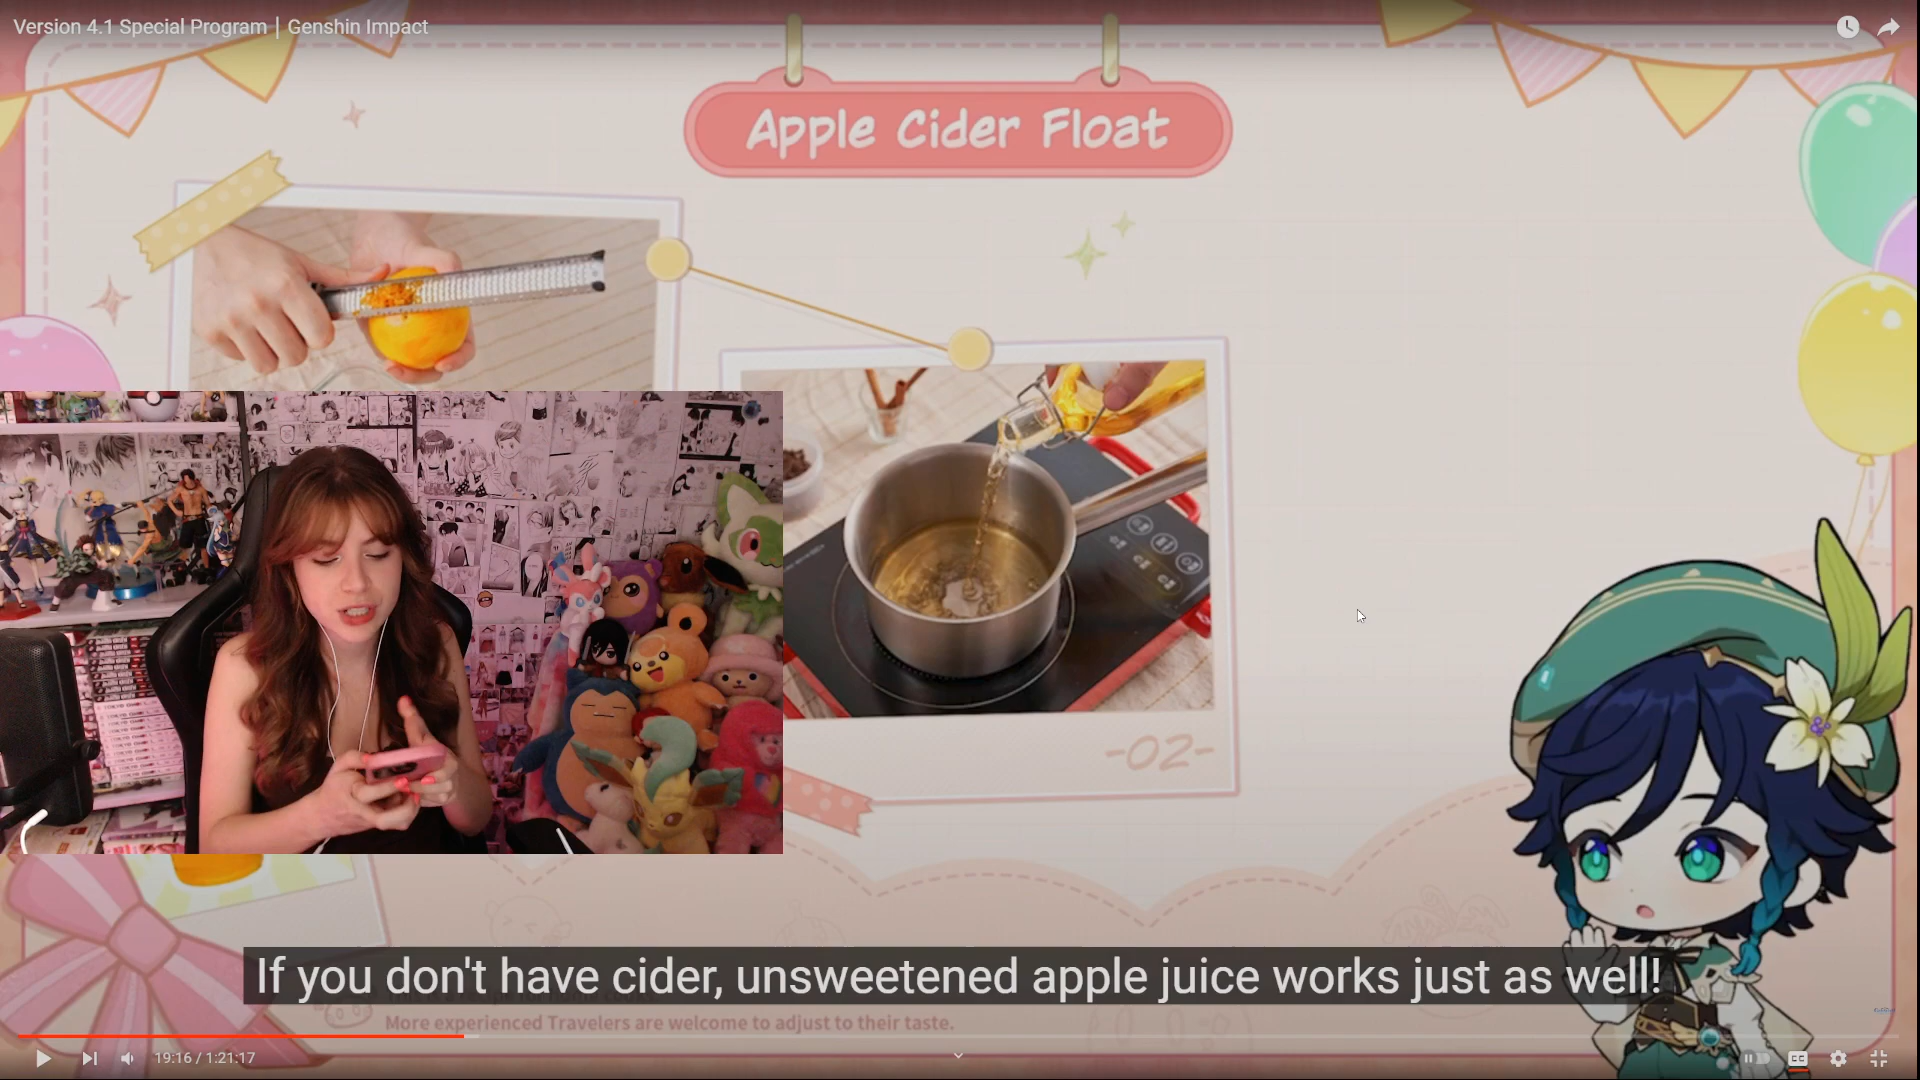 Version 4.1 Special Program | Genshin Impact
Apple Cider Float
-02-
If you don't have cider, unsweetened apple juice works just as well!
More experienced Travelers are welcome to adjust to their taste.
19:16 / 1:21:17